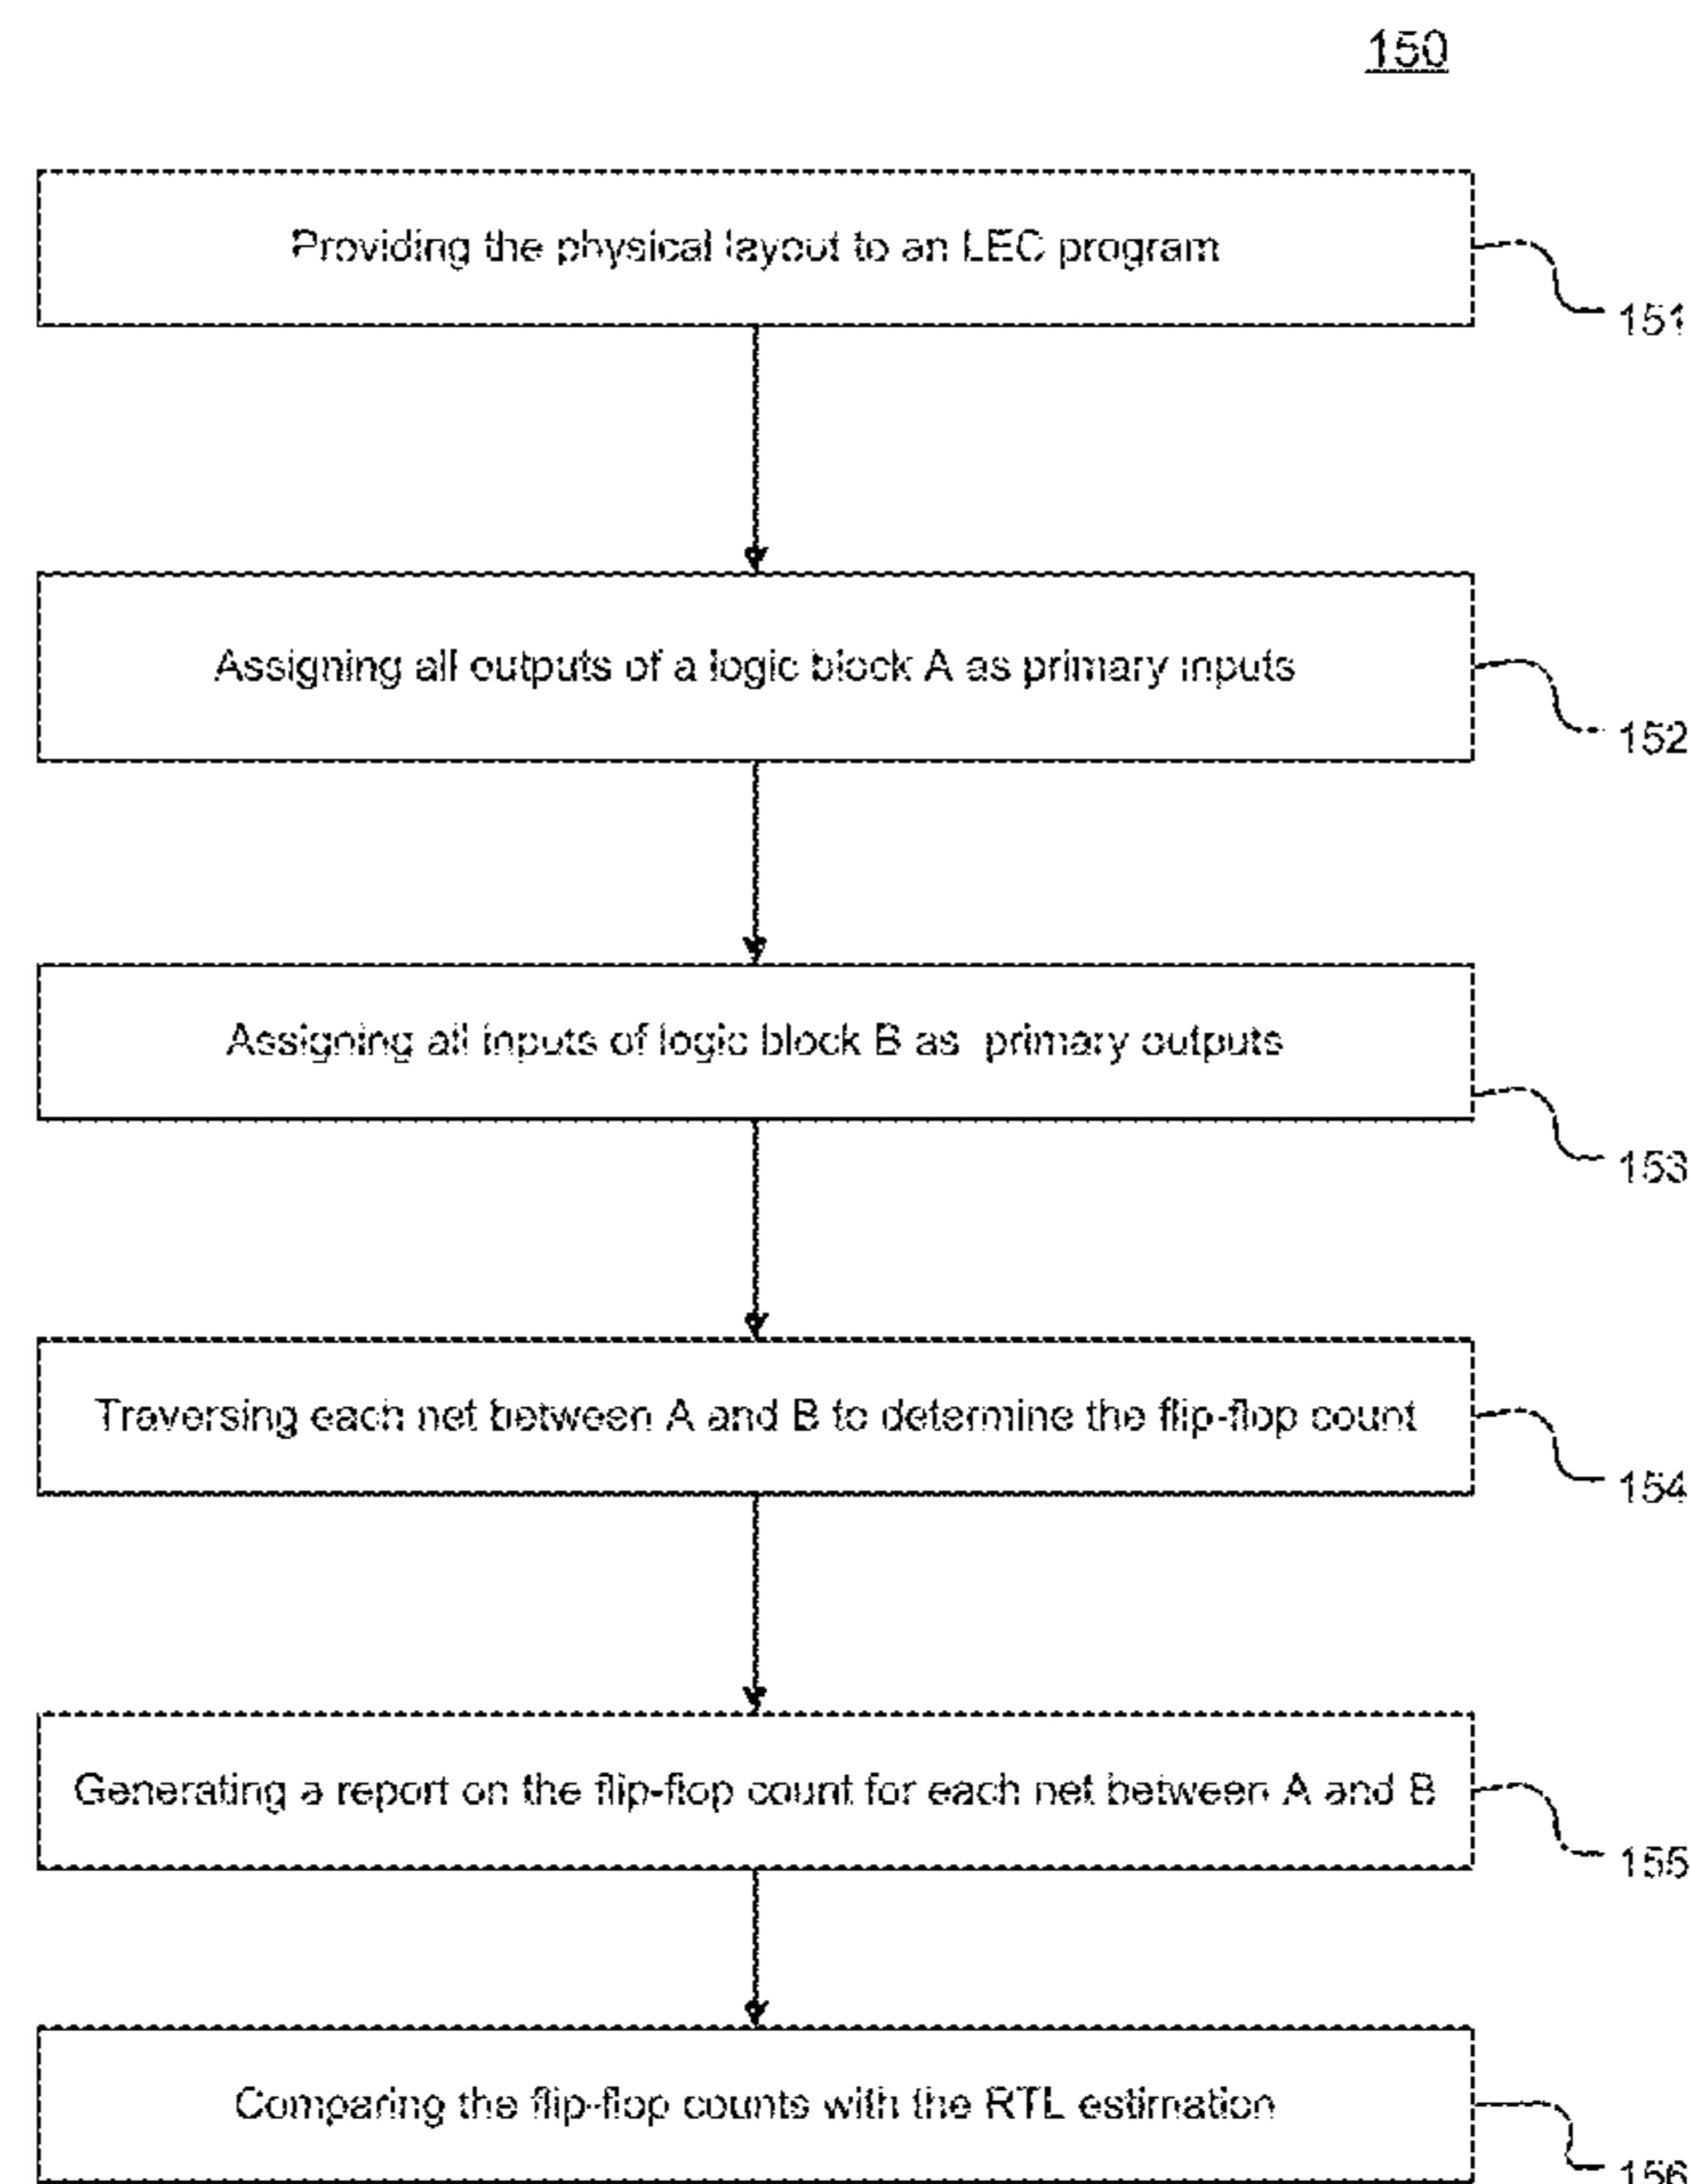 150
Providing the physical layout to an LEC program
151
Assigning all outputs of a logic block A as primary inputs
152
Assigning all inputs of logic block B as primary outputs
153
Traversing each net between A and B to determine the flip-flop count
154
Generating a report on the flip-flop count for each net between A and B
155
Comparing the flip-flop counts with the RTL estimation
156